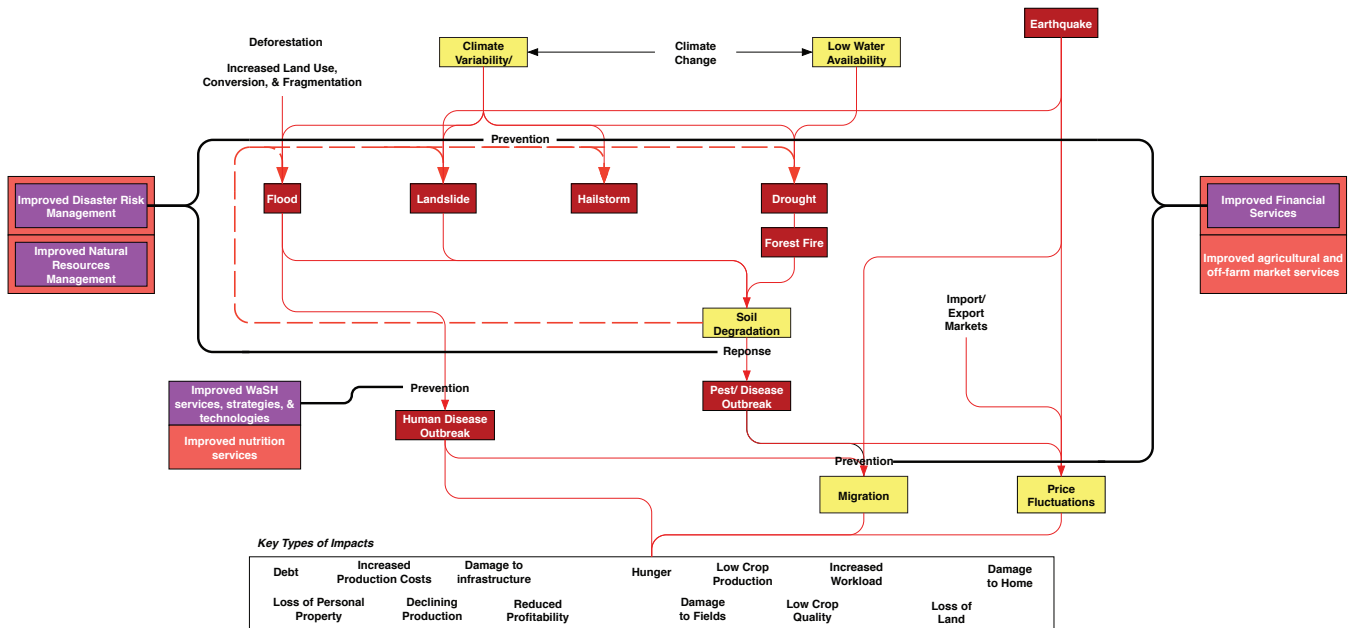 Earthquake
Deforestation
Increased Land Use,
Conversion, & Fragmentation
Climate
Variability/
Climate
Change
Low Water
Availability
Prevention
Improved Disaster Risk
Management
Improved Natural
Resources
Management
Flood
Landslide
Hailstorm
Drought
Forest Fire
Improved Financial
Services
Improved agricultural and
off-farm market services
Import/
Export
Markets
Soil
Degradation
Reponse
Improved WaSH
services, strategies, &
technologies
Improved nutrition
services
Prevention
Human Disease
Outbreak
Pest/ Disease
Outbreak
Prevention
Migration
Price
Fluctuations
Key Types of Impacts
Debt
Increased
Production Costs
Damage to
infrastructure
Hunger
Low Crop
Production
Increased
Workload
Damage
to Home
Loss of Personal
Property
Declining
Production
Reduced
Profitability
Damage
to Fields
Low Crop
Quality
Loss of
Land